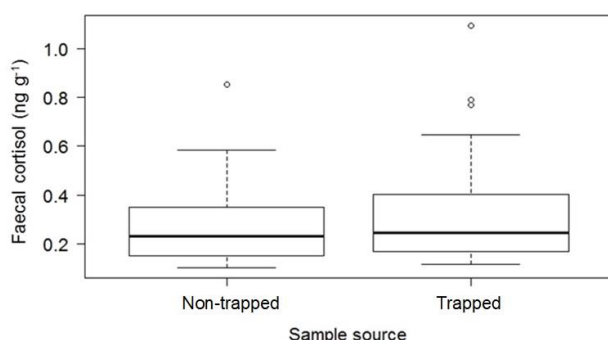 Faecal cortisol (ng g⁻¹)
1.0
0.8
0.6
0.4
0.2
Non-trapped
Trapped
Sample source